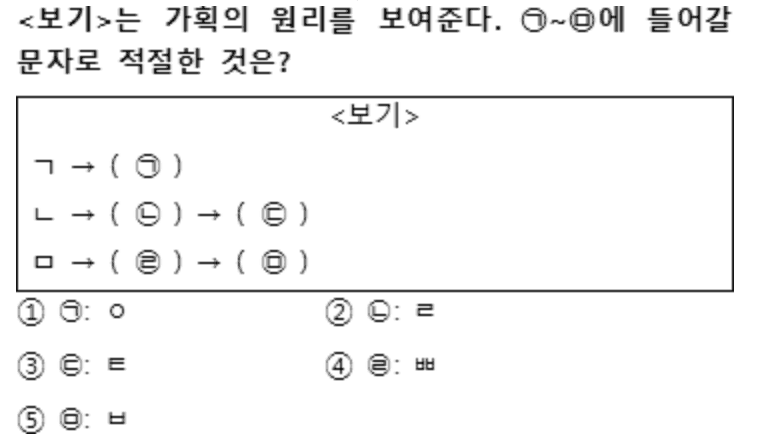 <보기>는 가획의 원리를 보여준다. ㉠~㉤에 들어갈
문자로 적절한 것은?
<보기>
ㄱ → ( ㉠ )
ㄴ → ( ㉡ ) → ( ㉢ )
ㅁ → ( ㉣ ) → ( ㉤ )
① ㉠: ㅇ ② ㉡: ㄹ
③ ㉢: ㅌ ④ ㉣: ㅃ
⑤ ㉤: ㅂ